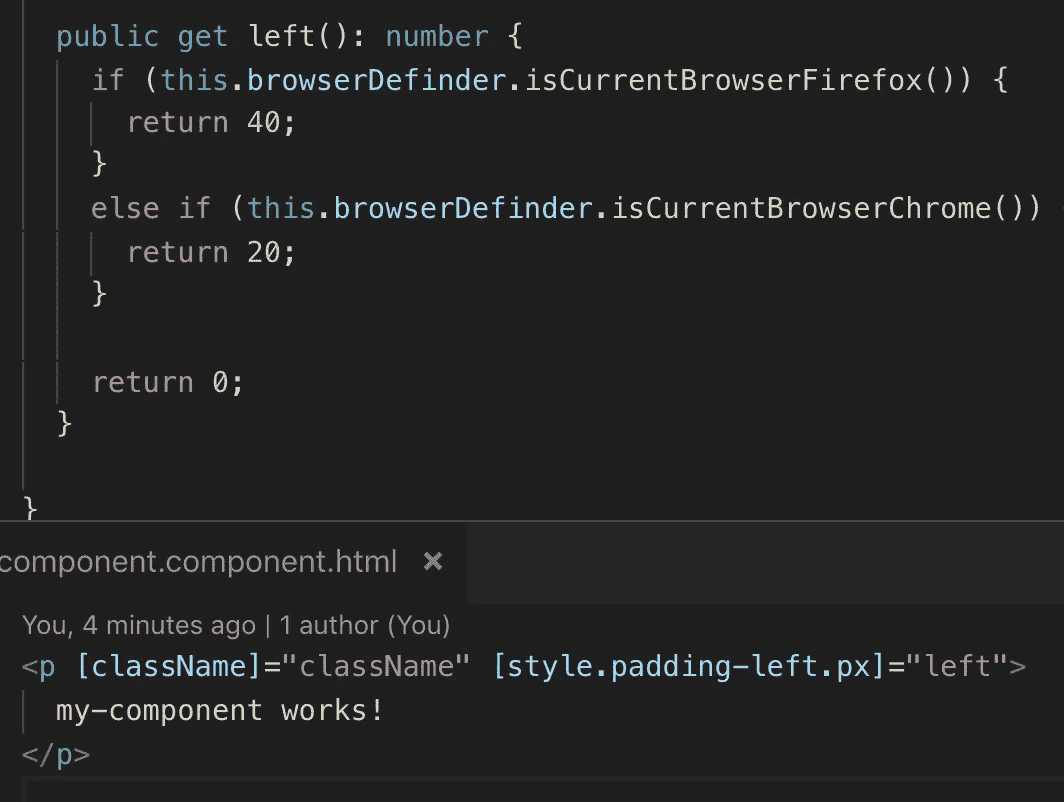 public get left(): number {
if (this.browserDefinder.isCurrentBrowserFirefox()) {
return 40;
}
else if (this.browserDefinder.isCurrentBrowserChrome())
return 20;
}
return 0;
}
}
component.component.html ×
You, 4 minutes ago | 1 author (You)
<p [className]="className" [style.padding-left.px]="left">
my-component works!
</p>